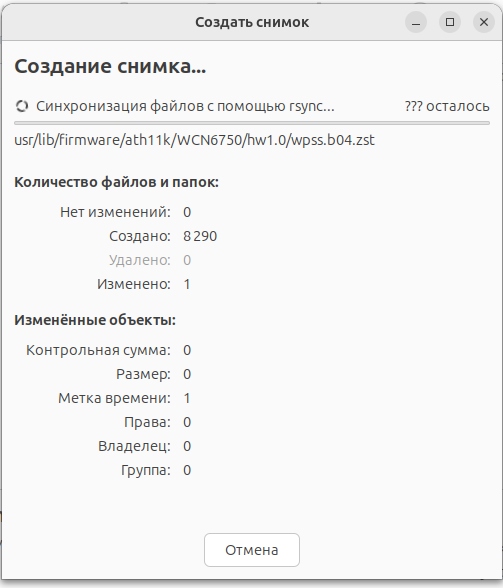 Создать снимок
Создание снимка...
Синхронизация файлов с помощью rsync... ??? осталось
usr/lib/firmware/ath11k/WCN6750/hw1.0/wpss.b04.zst
Количество файлов и папок:
Нет изменений: 0
Создано: 8 290
Удалено: 0
Изменено: 1
Изменённые объекты:
Контрольная сумма: 0
Размер: 0
Метка времени: 1
Права: 0
Владелец: 0
Группа: 0
Отмена